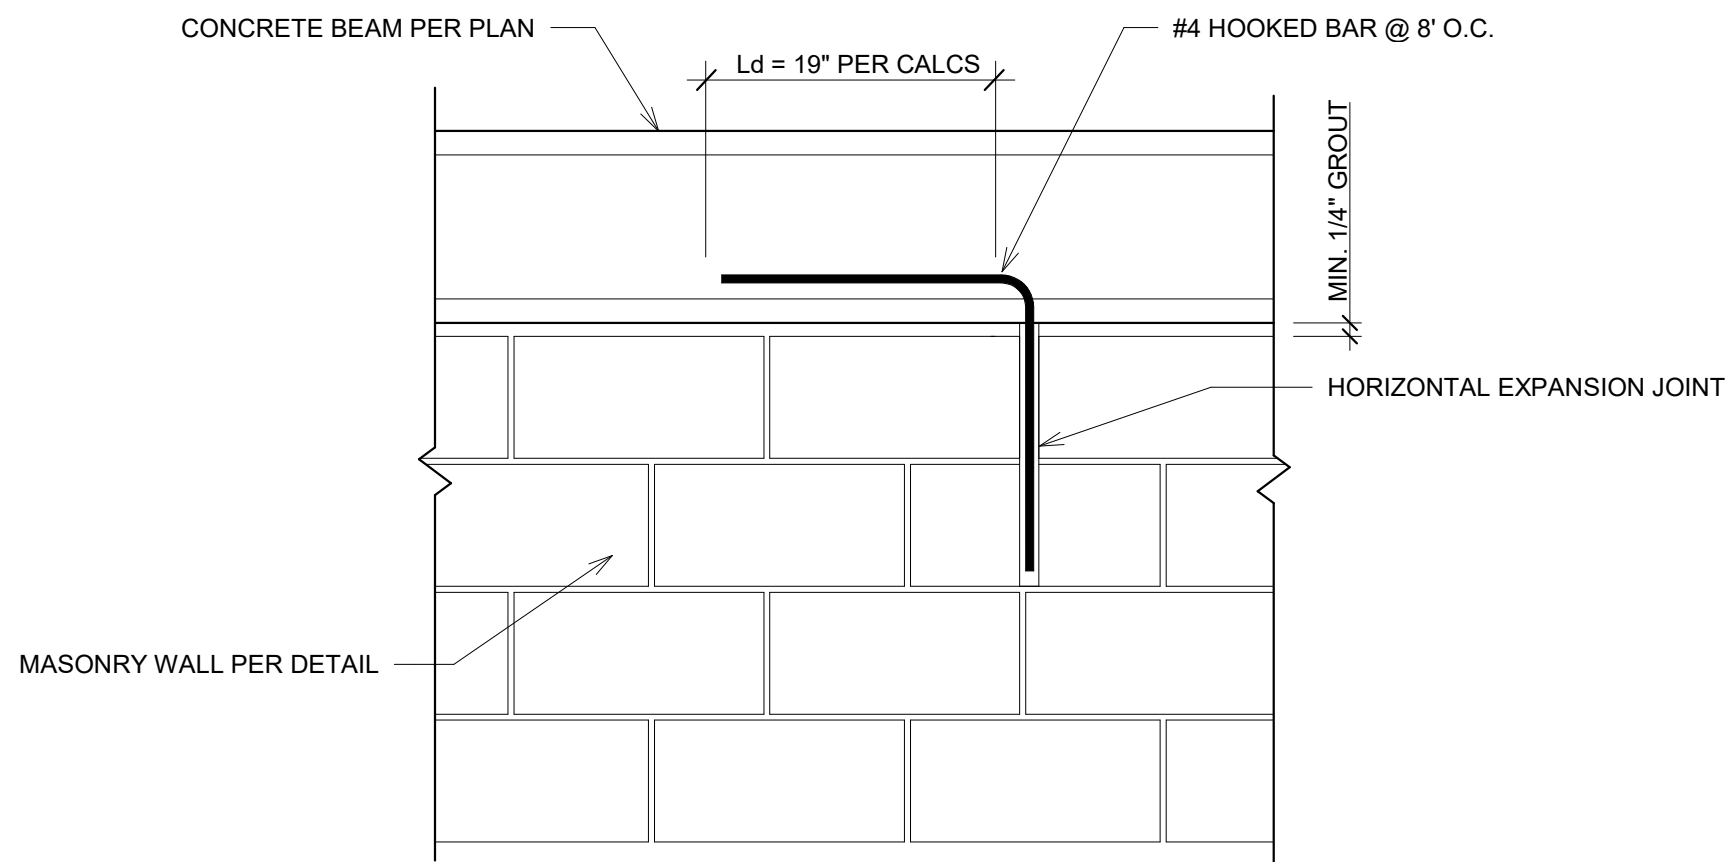 CONCRETE BEAM PER PLAN
#4 HOOKED BAR @ 8' O.C.
Ld = 19" PER CALCS
MIN. 1/4" GROUT
HORIZONTAL EXPANSION JOINT
MASONRY WALL PER DETAIL